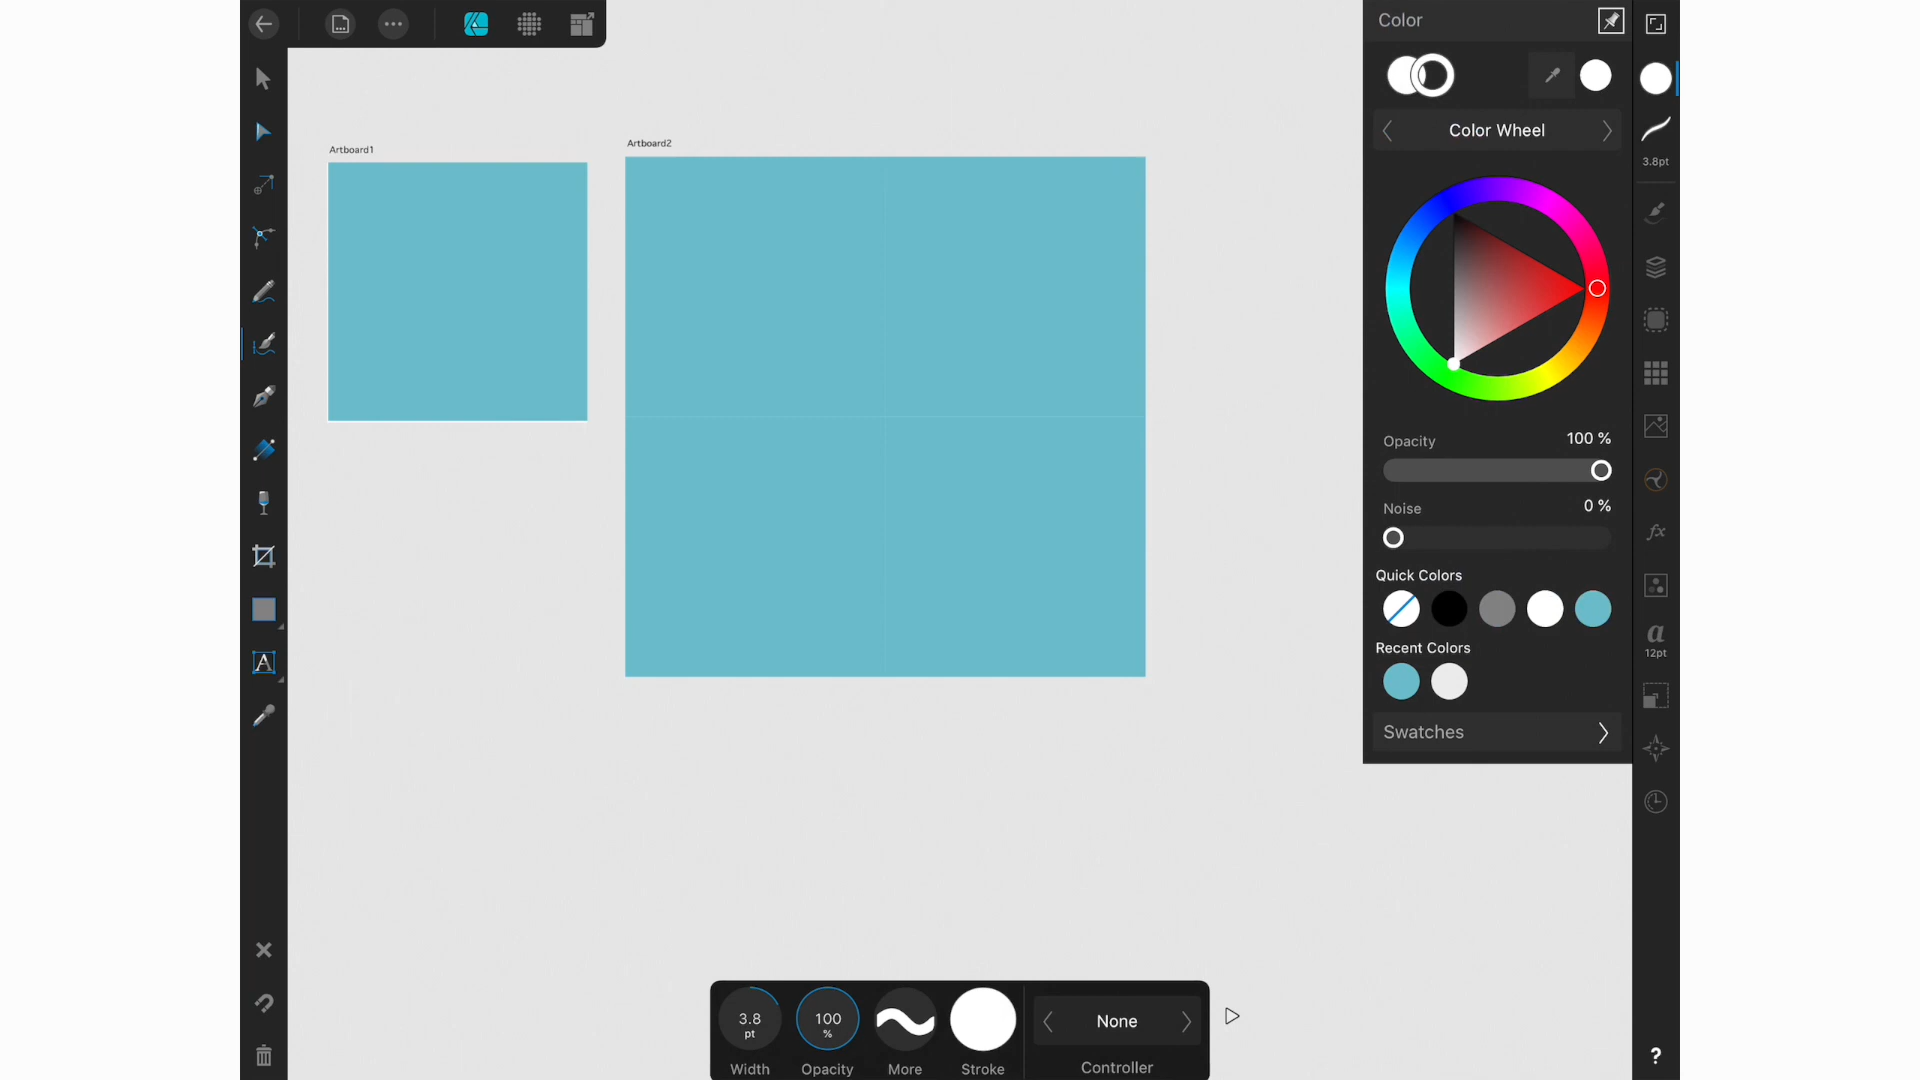 Color
Color Wheel
3.8pt
Artboard1
Artboard2
Opacity
100 %
Noise
0 %
Quick Colors
Recent Colors
a
12pt
Swatches
fx
A
3.8
pt
100
%
None
Width
Opacity
More
Stroke
Controller
?